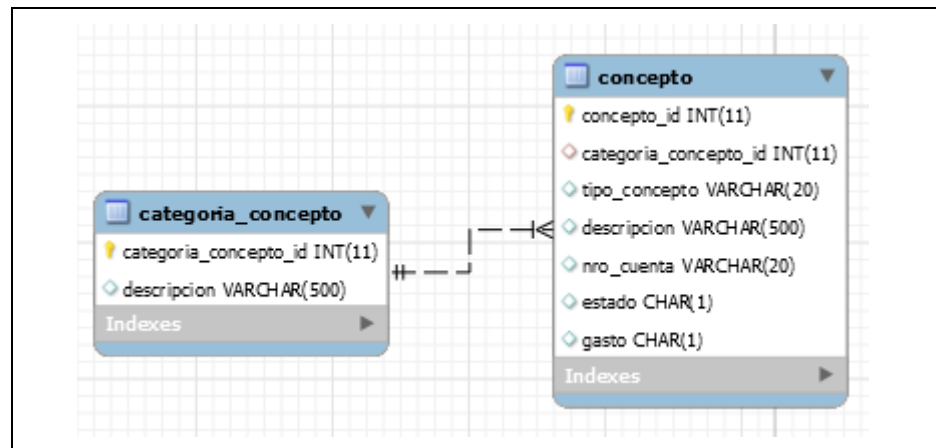 categoria_concepto
categoria_concepto_id INT(11)
descripcion VARCHAR(500)
Indexes
concepto
concepto_id INT(11)
categoria_concepto_id INT(11)
tipo_concepto VARCHAR(20)
descripcion VARCHAR(500)
nro_cuenta VARCHAR(20)
estado CHAR(1)
gasto CHAR(1)
Indexes